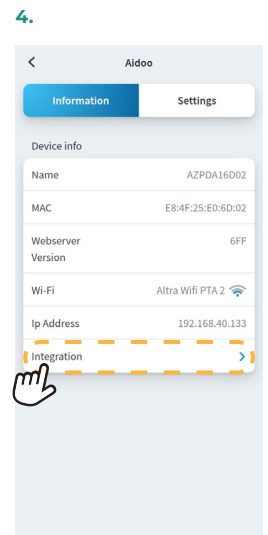 4.
Aidoo
Information Settings
Device info
Name AZPDA16D02
MAC E8:4F:25:E0:6D:02
Webserver 6FF
Version
Wi-Fi Altra Wifi PTA 2
Ip Address 192.168.40.133
Integration